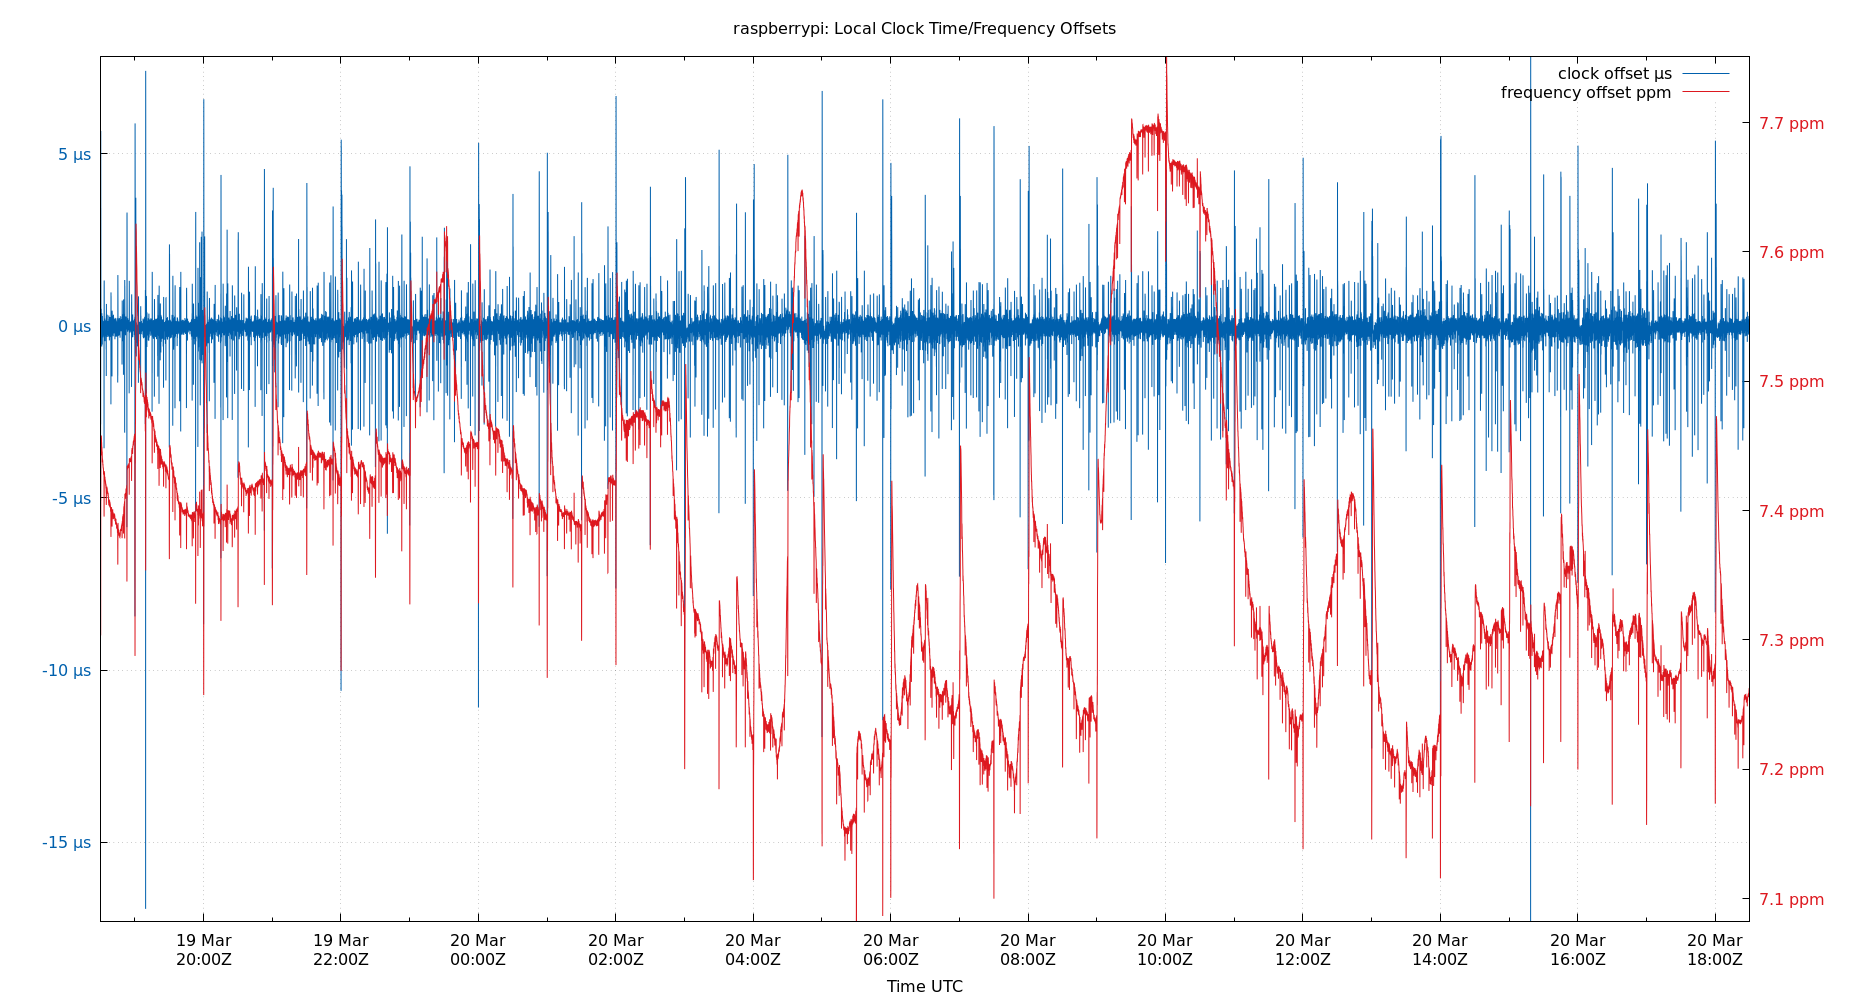 raspberrypi: Local Clock Time/Frequency Offsets
clock offset µs
frequency offset ppm
5 µs
0 µs
-5 µs
-10 µs
-15 µs
7.7 ppm
7.6 ppm
7.5 ppm
7.4 ppm
7.3 ppm
7.2 ppm
7.1 ppm
19 Mar 19 Mar 20 Mar 20 Mar 20 Mar 20 Mar 20 Mar 20 Mar 20 Mar 20 Mar 20 Mar 20 Mar
20:00Z 22:00Z 00:00Z 02:00Z 04:00Z 06:00Z 08:00Z 10:00Z 12:00Z 14:00Z 16:00Z 18:00Z
Time UTC